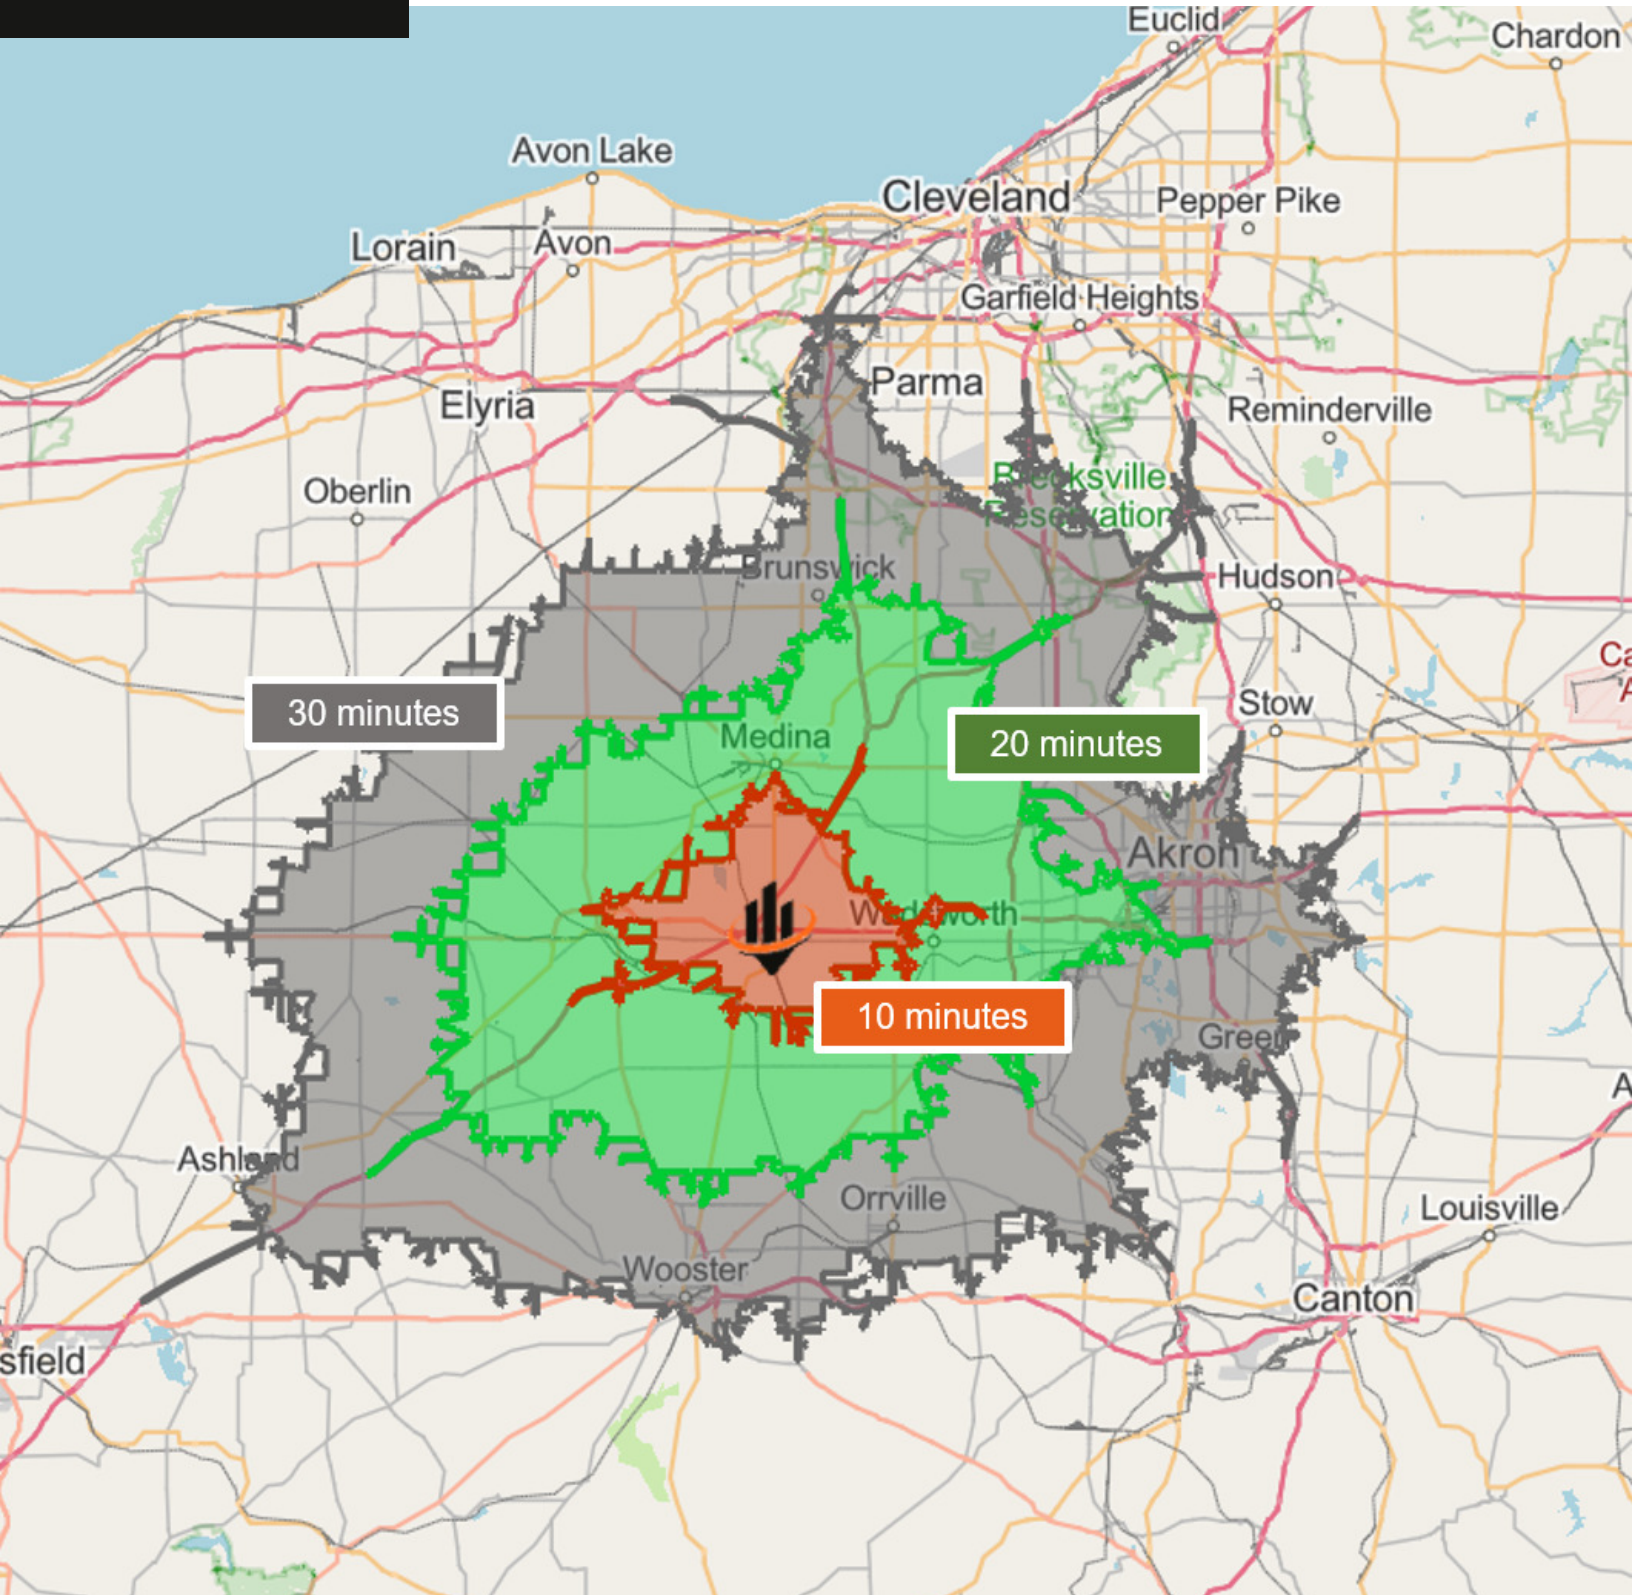 Euclid
Chardon
Avon Lake
Cleveland
Pepper Pike
Lorain
Avon
Garfield Heights
Parma
Elyria
Reminderville
Oberlin
Brecksville
Reservation
Brunswick
Hudson
Ca
A
30 minutes
Stow
Medina
20 minutes
Akron
Wadsworth
10 minutes
Green
A
Ashland
Orrville
Louisville
Wooster
Canton
sfield